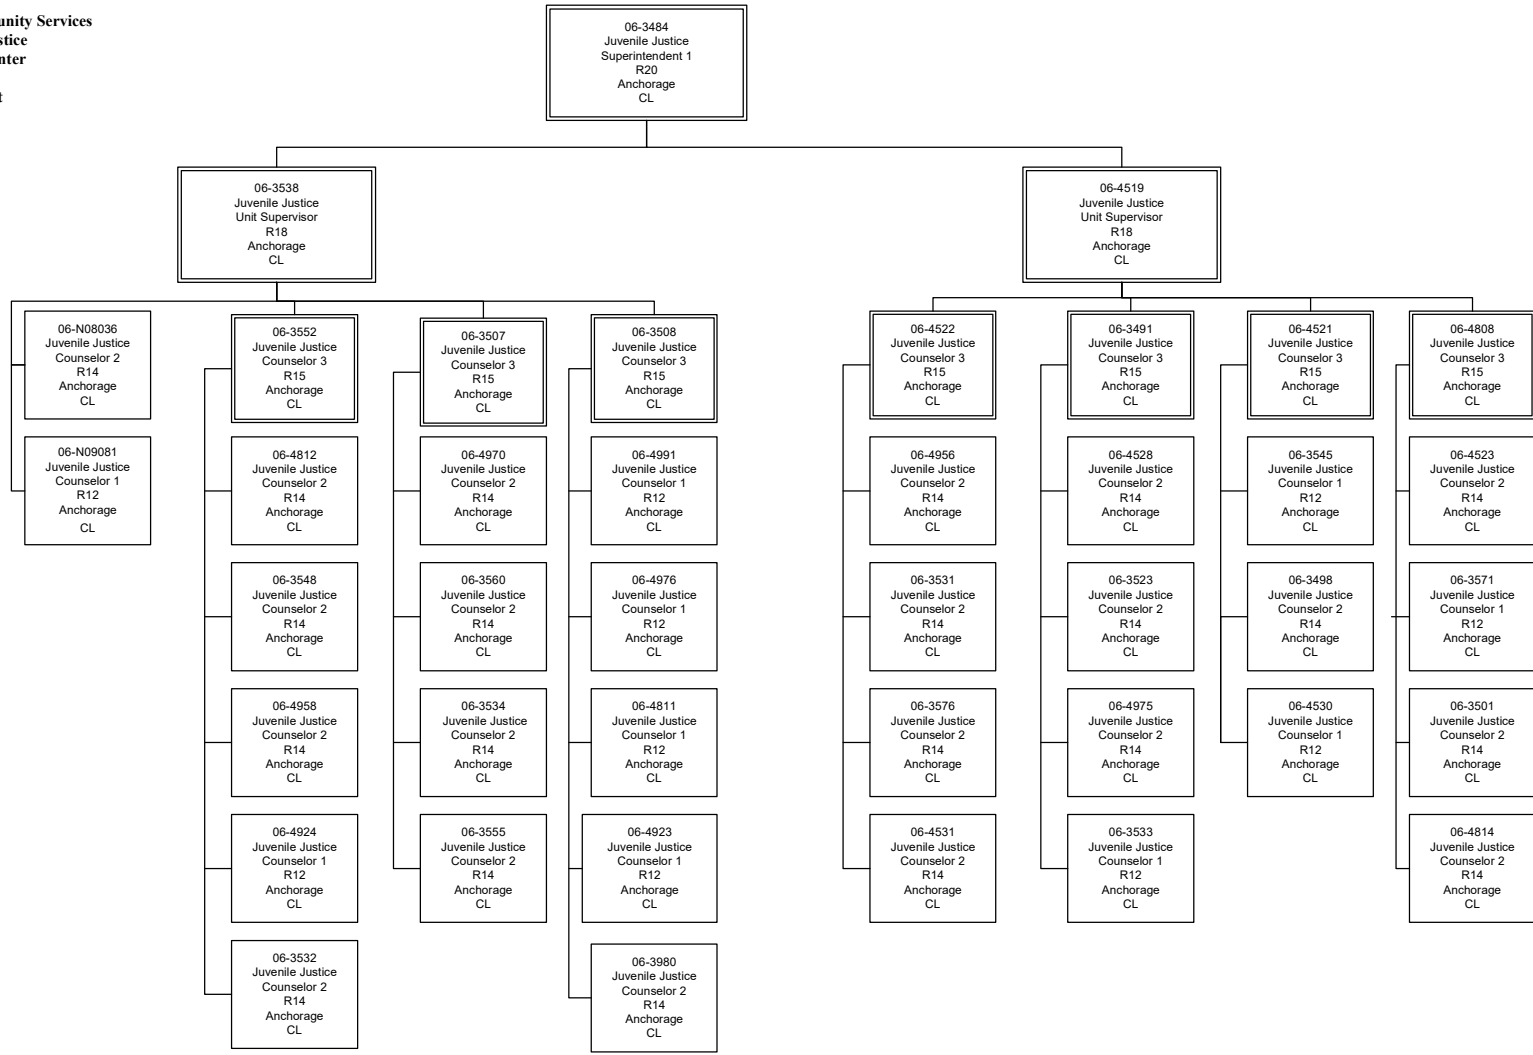 unity Services
stice
nter
t
06-3484
Juvenile Justice
Superintendent 1
R20
Anchorage
CL
06-3538
Juvenile Justice
Unit Supervisor
R18
Anchorage
CL
06-4519
Juvenile Justice
Unit Supervisor
R18
Anchorage
CL
06-N08036
Juvenile Justice
Counselor 2
R14
Anchorage
CL
06-N09081
Juvenile Justice
Counselor 1
R12
Anchorage
CL
06-3552
Juvenile Justice
Counselor 3
R15
Anchorage
CL
06-4812
Juvenile Justice
Counselor 2
R14
Anchorage
CL
06-3548
Juvenile Justice
Counselor 2
R14
Anchorage
CL
06-4958
Juvenile Justice
Counselor 2
R14
Anchorage
CL
06-4924
Juvenile Justice
Counselor 1
R12
Anchorage
CL
06-3532
Juvenile Justice
Counselor 2
R14
Anchorage
CL
06-3507
Juvenile Justice
Counselor 3
R15
Anchorage
CL
06-4970
Juvenile Justice
Counselor 2
R14
Anchorage
CL
06-3560
Juvenile Justice
Counselor 2
R14
Anchorage
CL
06-3534
Juvenile Justice
Counselor 2
R14
Anchorage
CL
06-3555
Juvenile Justice
Counselor 2
R14
Anchorage
CL
06-3508
Juvenile Justice
Counselor 3
R15
Anchorage
CL
06-4991
Juvenile Justice
Counselor 1
R12
Anchorage
CL
06-4976
Juvenile Justice
Counselor 1
R12
Anchorage
CL
06-4811
Juvenile Justice
Counselor 1
R12
Anchorage
CL
06-4923
Juvenile Justice
Counselor 1
R12
Anchorage
CL
06-3980
Juvenile Justice
Counselor 2
R14
Anchorage
CL
06-4522
Juvenile Justice
Counselor 3
R15
Anchorage
CL
06-4956
Juvenile Justice
Counselor 2
R14
Anchorage
CL
06-3531
Juvenile Justice
Counselor 2
R14
Anchorage
CL
06-3576
Juvenile Justice
Counselor 2
R14
Anchorage
CL
06-4531
Juvenile Justice
Counselor 2
R14
Anchorage
CL
06-3491
Juvenile Justice
Counselor 3
R15
Anchorage
CL
06-4528
Juvenile Justice
Counselor 2
R14
Anchorage
CL
06-3523
Juvenile Justice
Counselor 2
R14
Anchorage
CL
06-4975
Juvenile Justice
Counselor 2
R14
Anchorage
CL
06-3533
Juvenile Justice
Counselor 1
R12
Anchorage
CL
06-4521
Juvenile Justice
Counselor 3
R15
Anchorage
CL
06-3545
Juvenile Justice
Counselor 1
R12
Anchorage
CL
06-3498
Juvenile Justice
Counselor 2
R14
Anchorage
CL
06-4530
Juvenile Justice
Counselor 1
R12
Anchorage
CL
06-4808
Juvenile Justice
Counselor 3
R15
Anchorage
CL
06-4523
Juvenile Justice
Counselor 2
R14
Anchorage
CL
06-3571
Juvenile Justice
Counselor 1
R12
Anchorage
CL
06-3501
Juvenile Justice
Counselor 2
R14
Anchorage
CL
06-4814
Juvenile Justice
Counselor 2
R14
Anchorage
CL